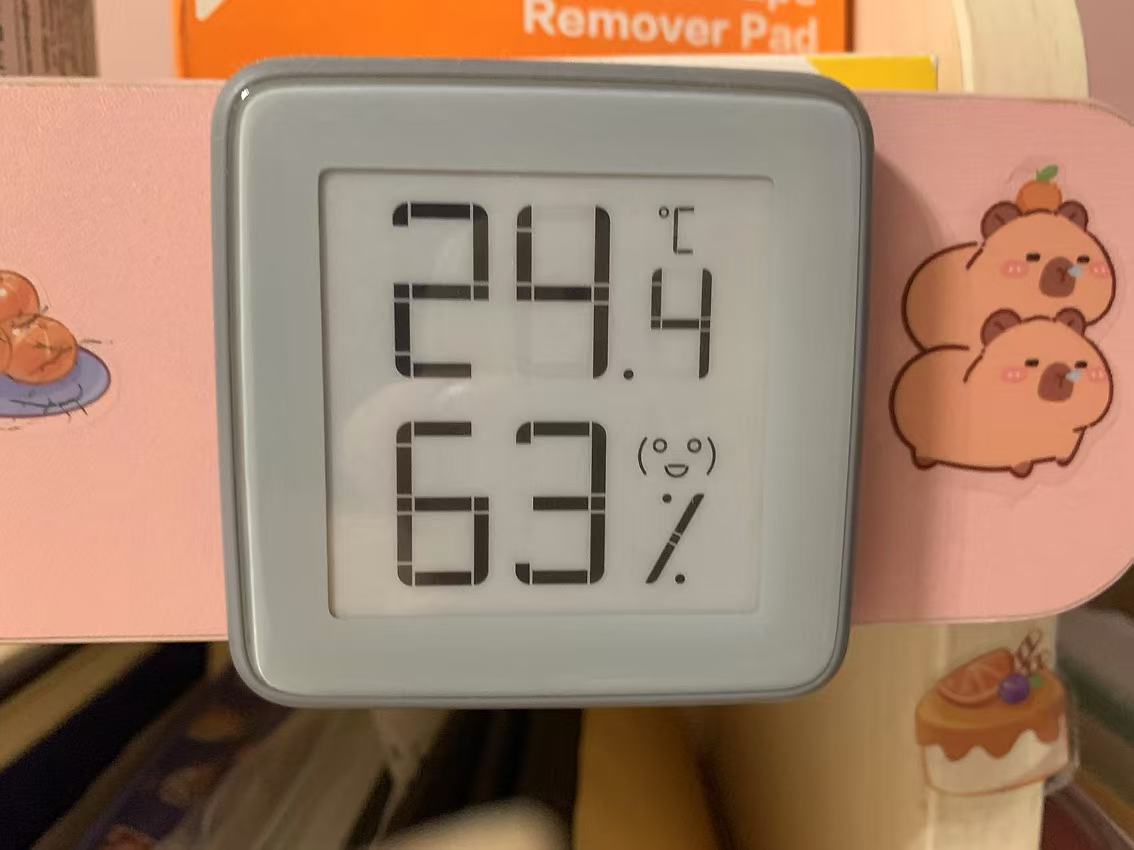 Remover Pad
℃
24.4
63%